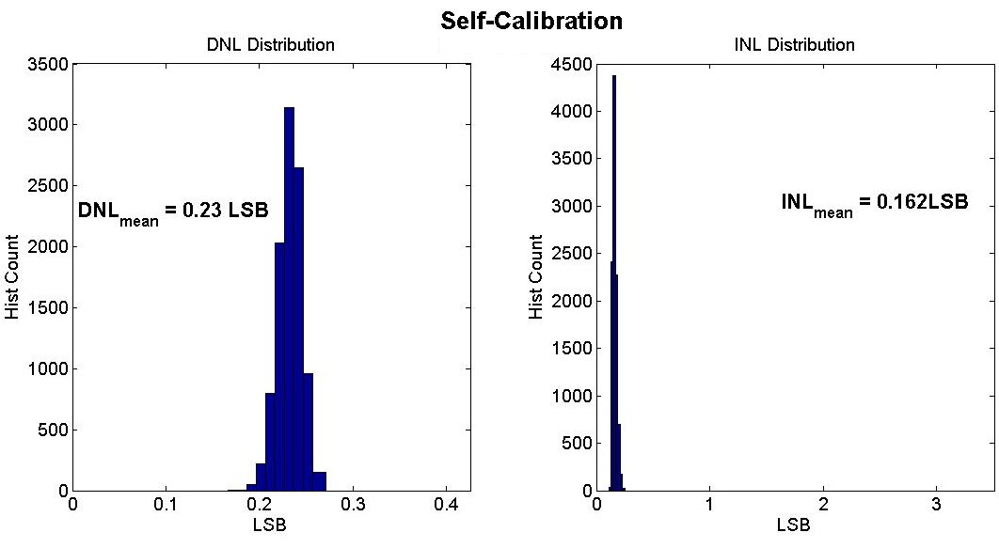 Self-Calibration
DNL Distribution
3500
3000
2500
2000
1500
1000
500
0
Hist Count
DNLmean = 0.23 LSB
0 0.1 0.2 0.3 0.4
LSB
INL Distribution
4500
4000
3500
3000
2500
2000
1500
1000
500
0
Hist Count
INLmean = 0.162LSB
0 1 2 3
LSB